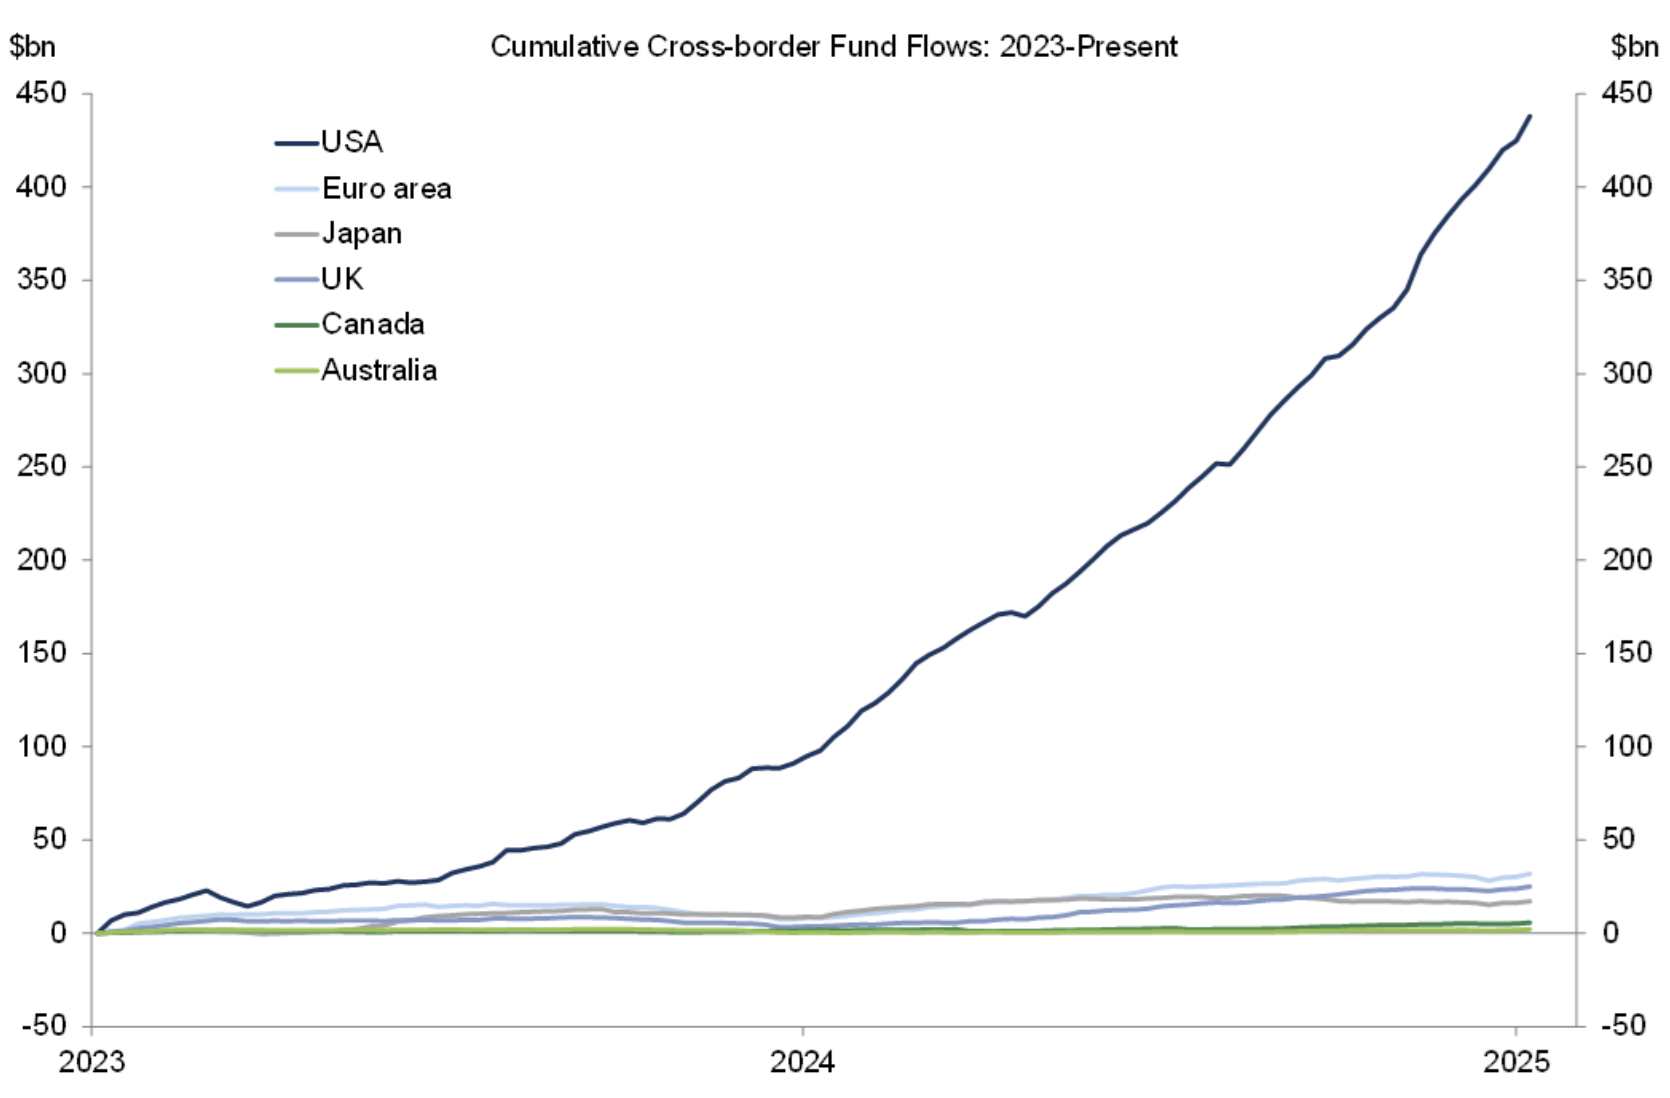 $bn Cumulative Cross-border Fund Flows: 2023-Present $bn
450 450
USA
400 Euro area 400
Japan
350 UK 350
Canada
300 Australia 300
250 250
200 200
150 150
100 100
50 50
0 0
-50 -50
2023 2024 2025